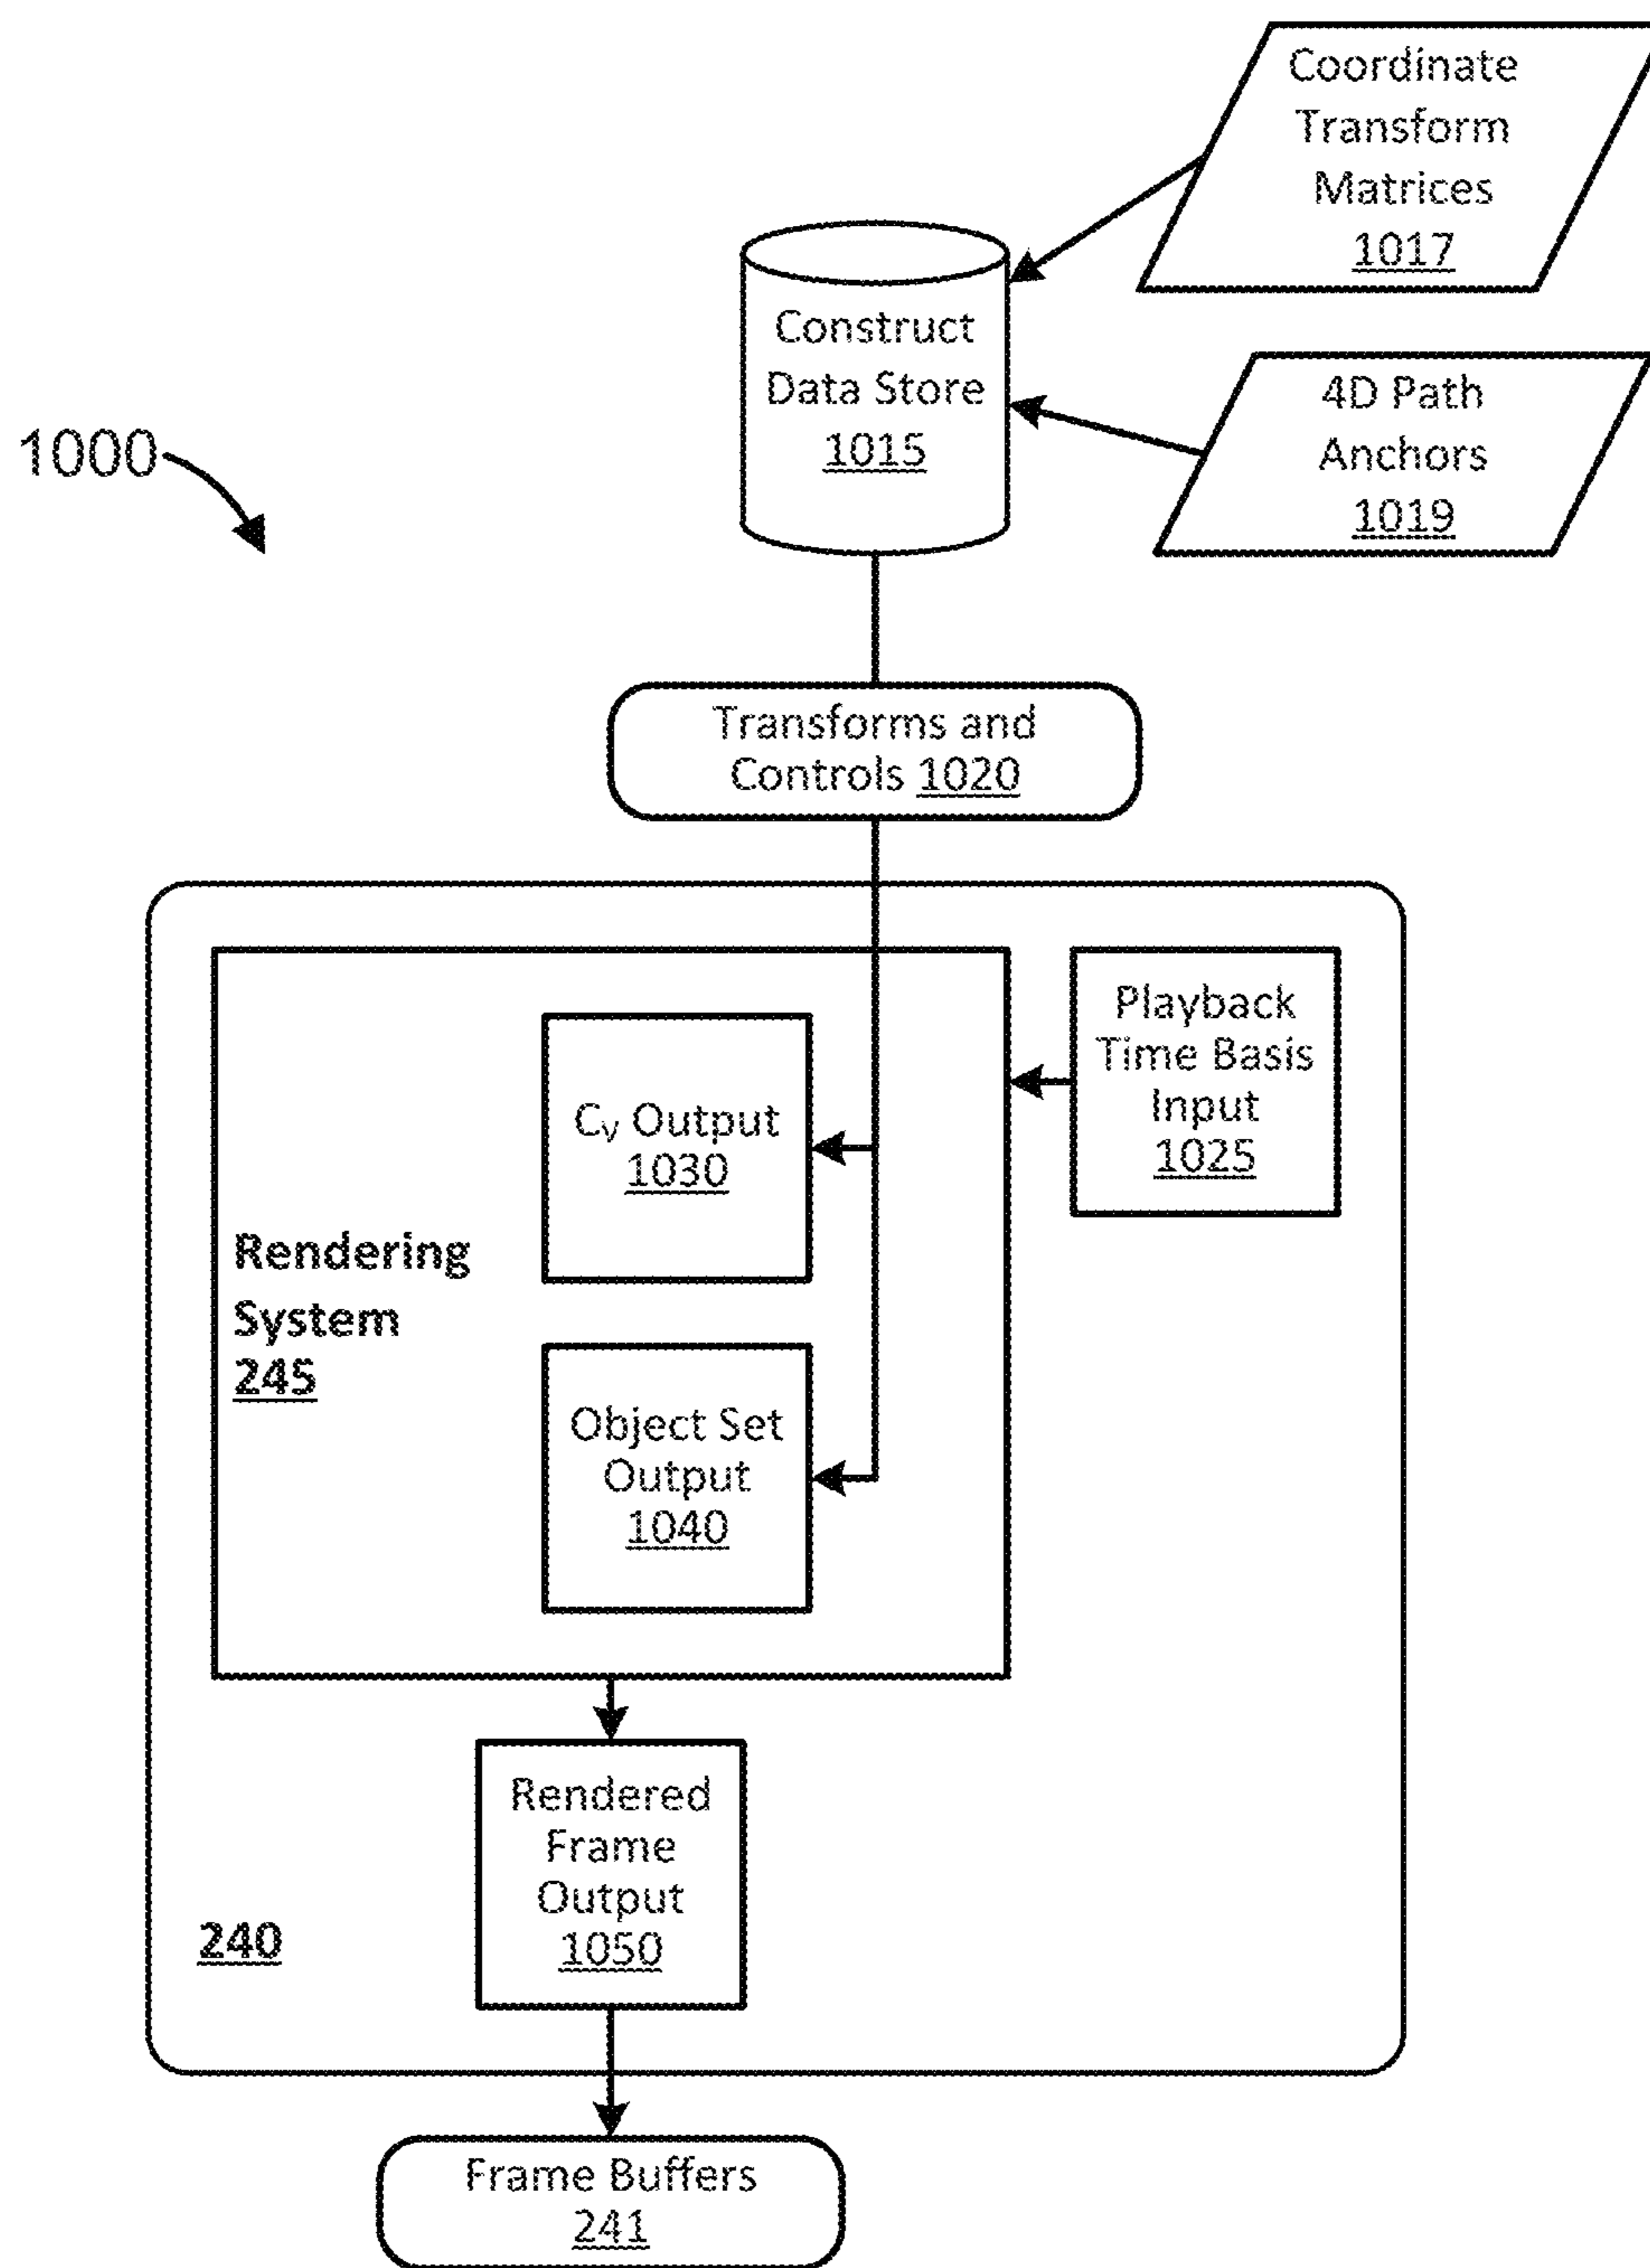 Coordinate
Transform
Matrices
1017
Construct
Data Store
1015
4D Path
Anchors
1019
1000
Transforms and
Controls 1020
Playback
Time Basis
Input
1025
Cᵥ Output
1030
Rendering
System
245
Object Set
Output
1040
Rendered
Frame
Output
1050
240
Frame Buffers
241